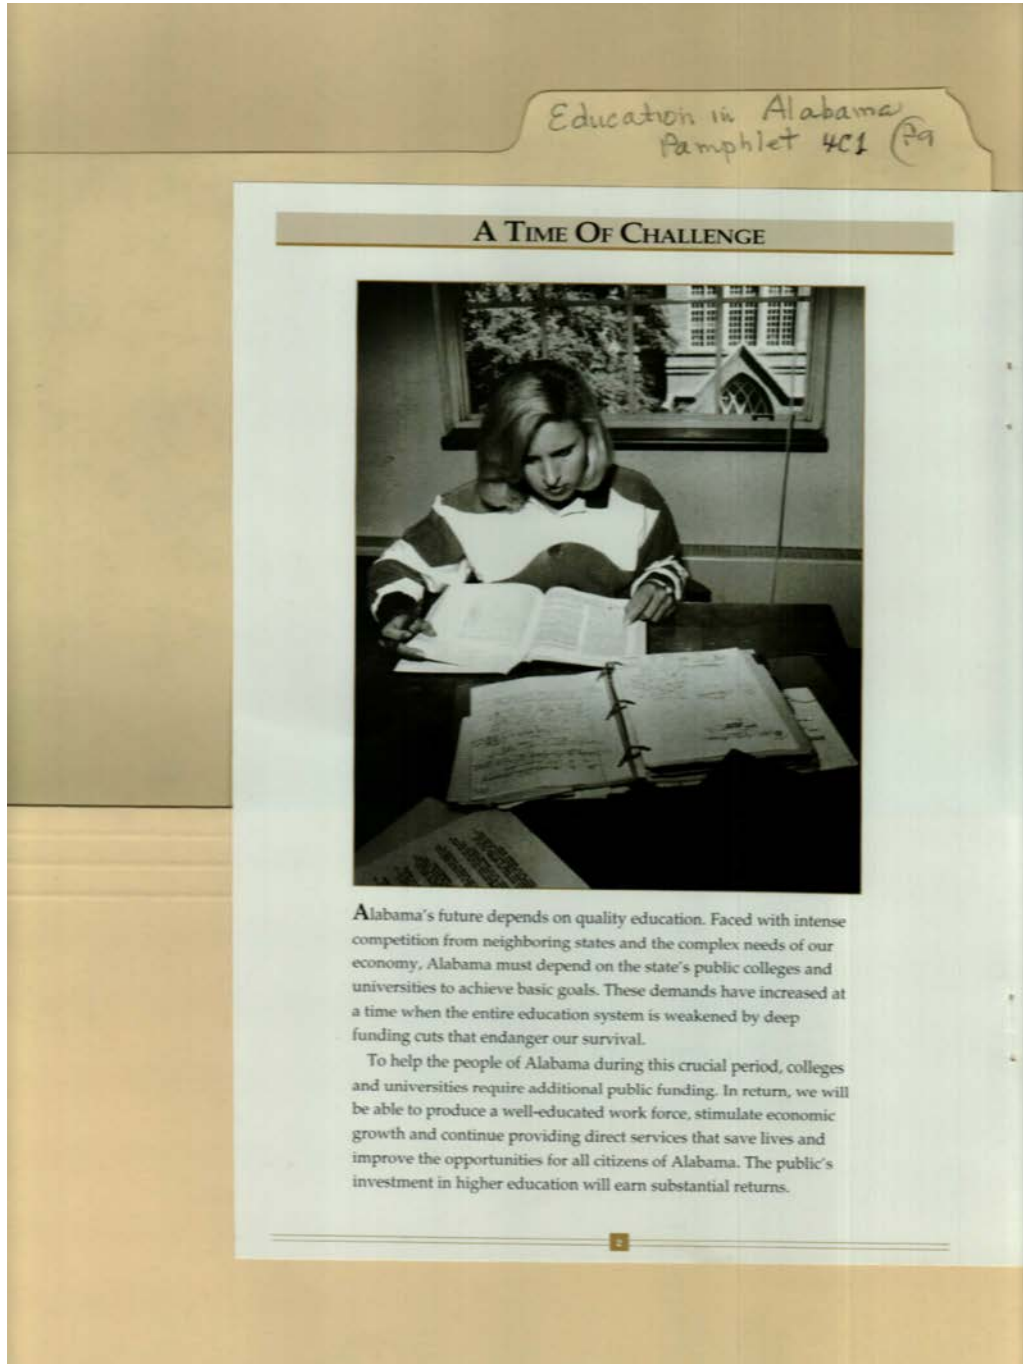 Education in Alabama
Pamphlet 4C1
A TIME OF CHALLENGE
Alabama's future depends on quality education. Faced with intense
competition from neighboring states and the complex needs of our
economy, Alabama must depend on the state's public colleges and
universities to achieve basic goals. These demands have increased at
a time when the entire education system is weakened by deep
funding cuts that endanger our survival.
To help the people of Alabama during this crucial period, colleges
and universities require additional public funding. In return, we will
be able to produce a well-educated work force, stimulate economic
growth and continue providing direct services that save lives and
improve the opportunities for all citizens of Alabama. The public's
investment in higher education will earn substantial returns.
2